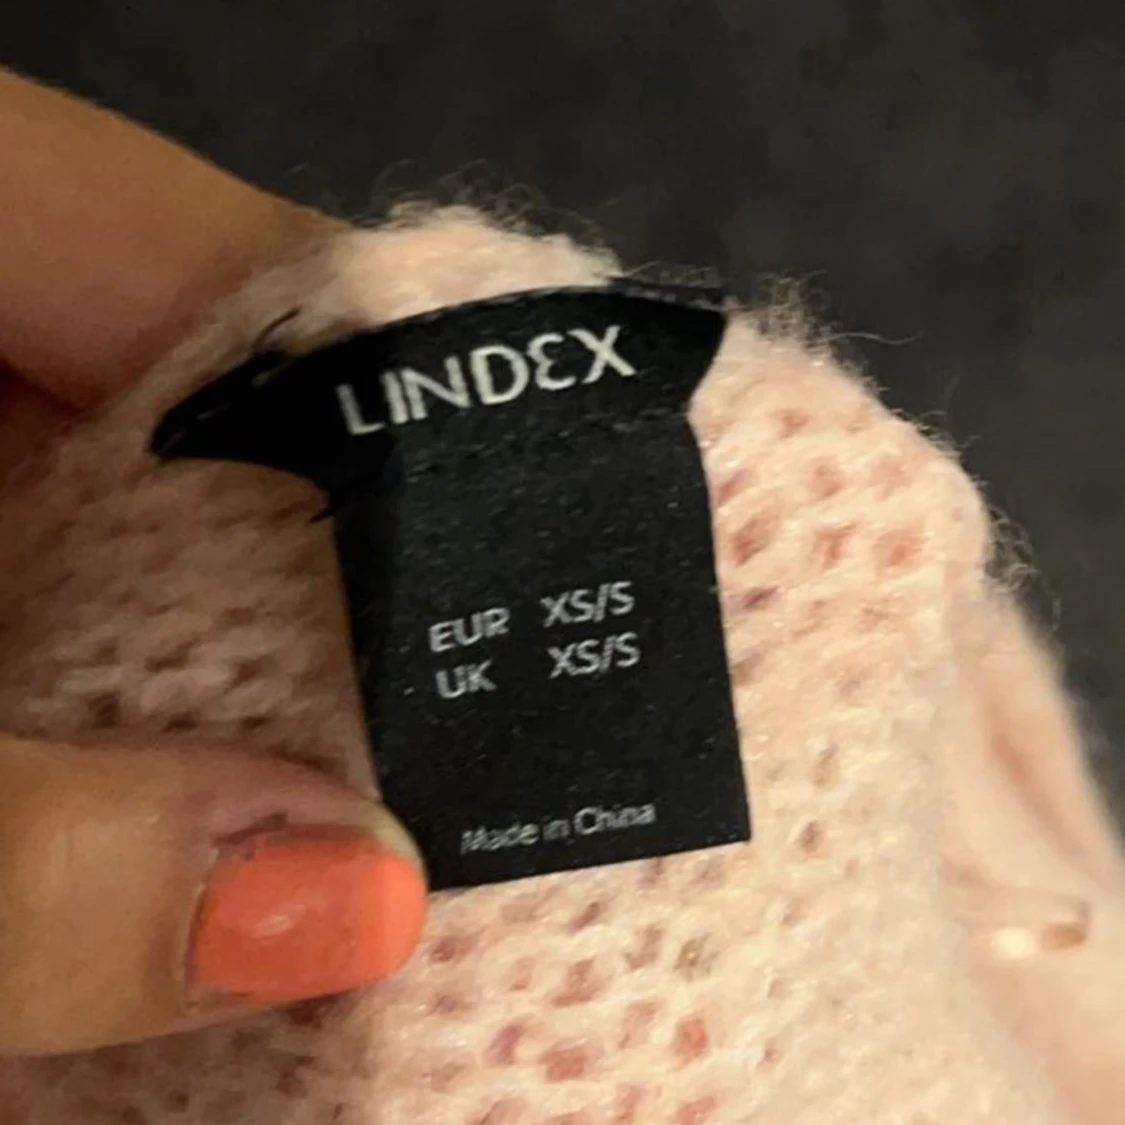 LINDEX
EUR XS/S
UK XS/S
Made in China